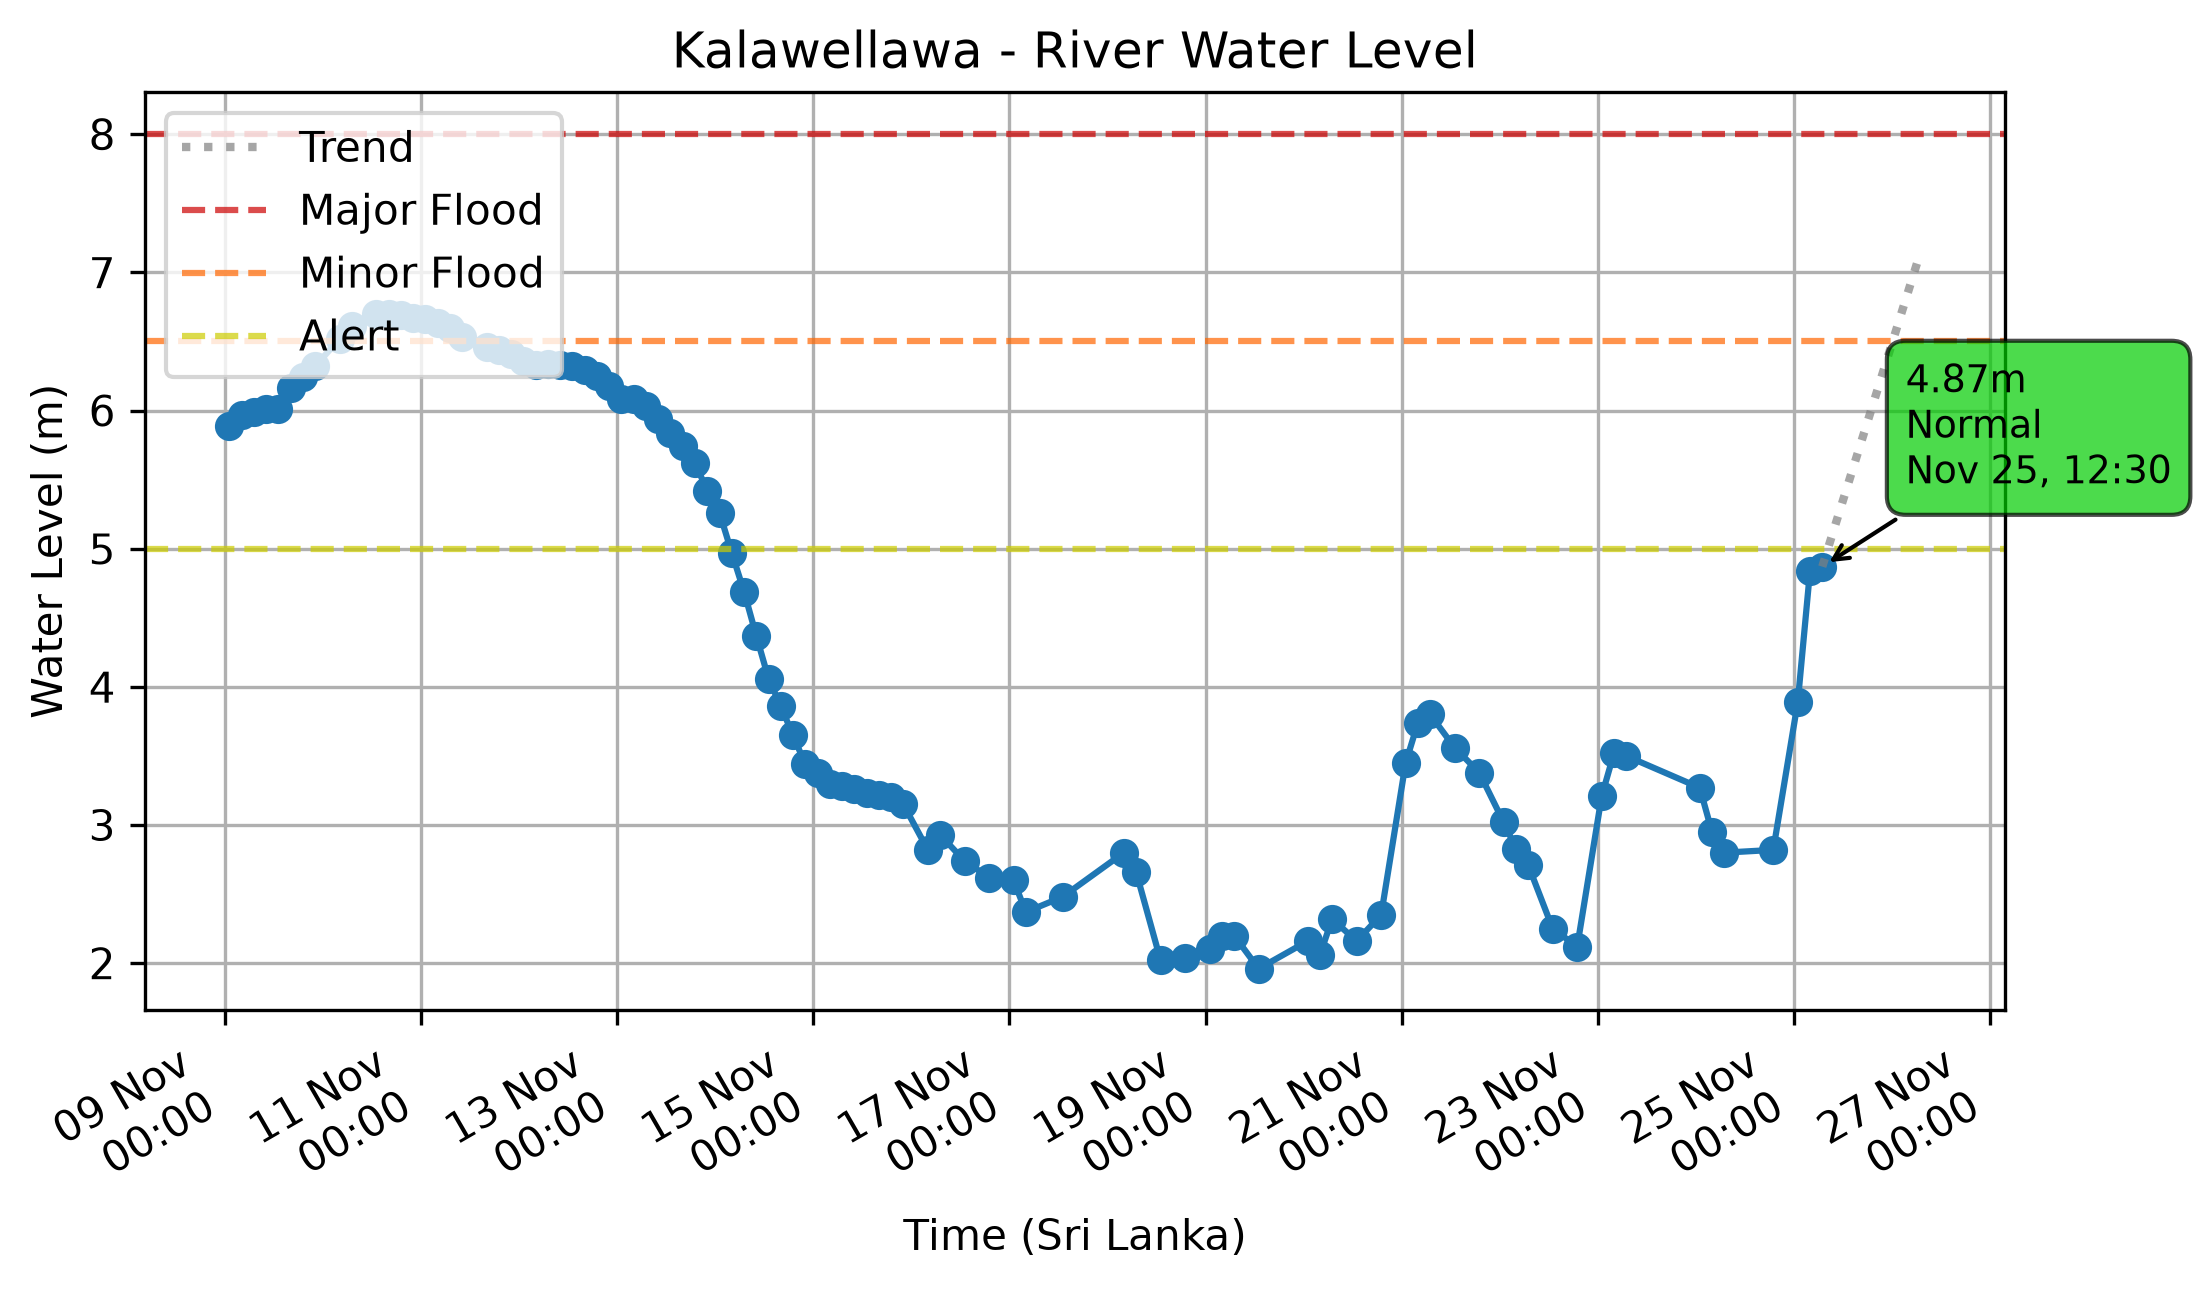 Kalawellawa - River Water Level
8
7
6
5
4
3
2
Water Level (m)
Trend
Major Flood
Minor Flood
Alert
4.87m
Normal
Nov 25, 12:30
09 Nov
00:00
11 Nov
00:00
13 Nov
00:00
15 Nov
00:00
17 Nov
00:00
19 Nov
00:00
21 Nov
00:00
23 Nov
00:00
25 Nov
00:00
27 Nov
00:00
Time (Sri Lanka)